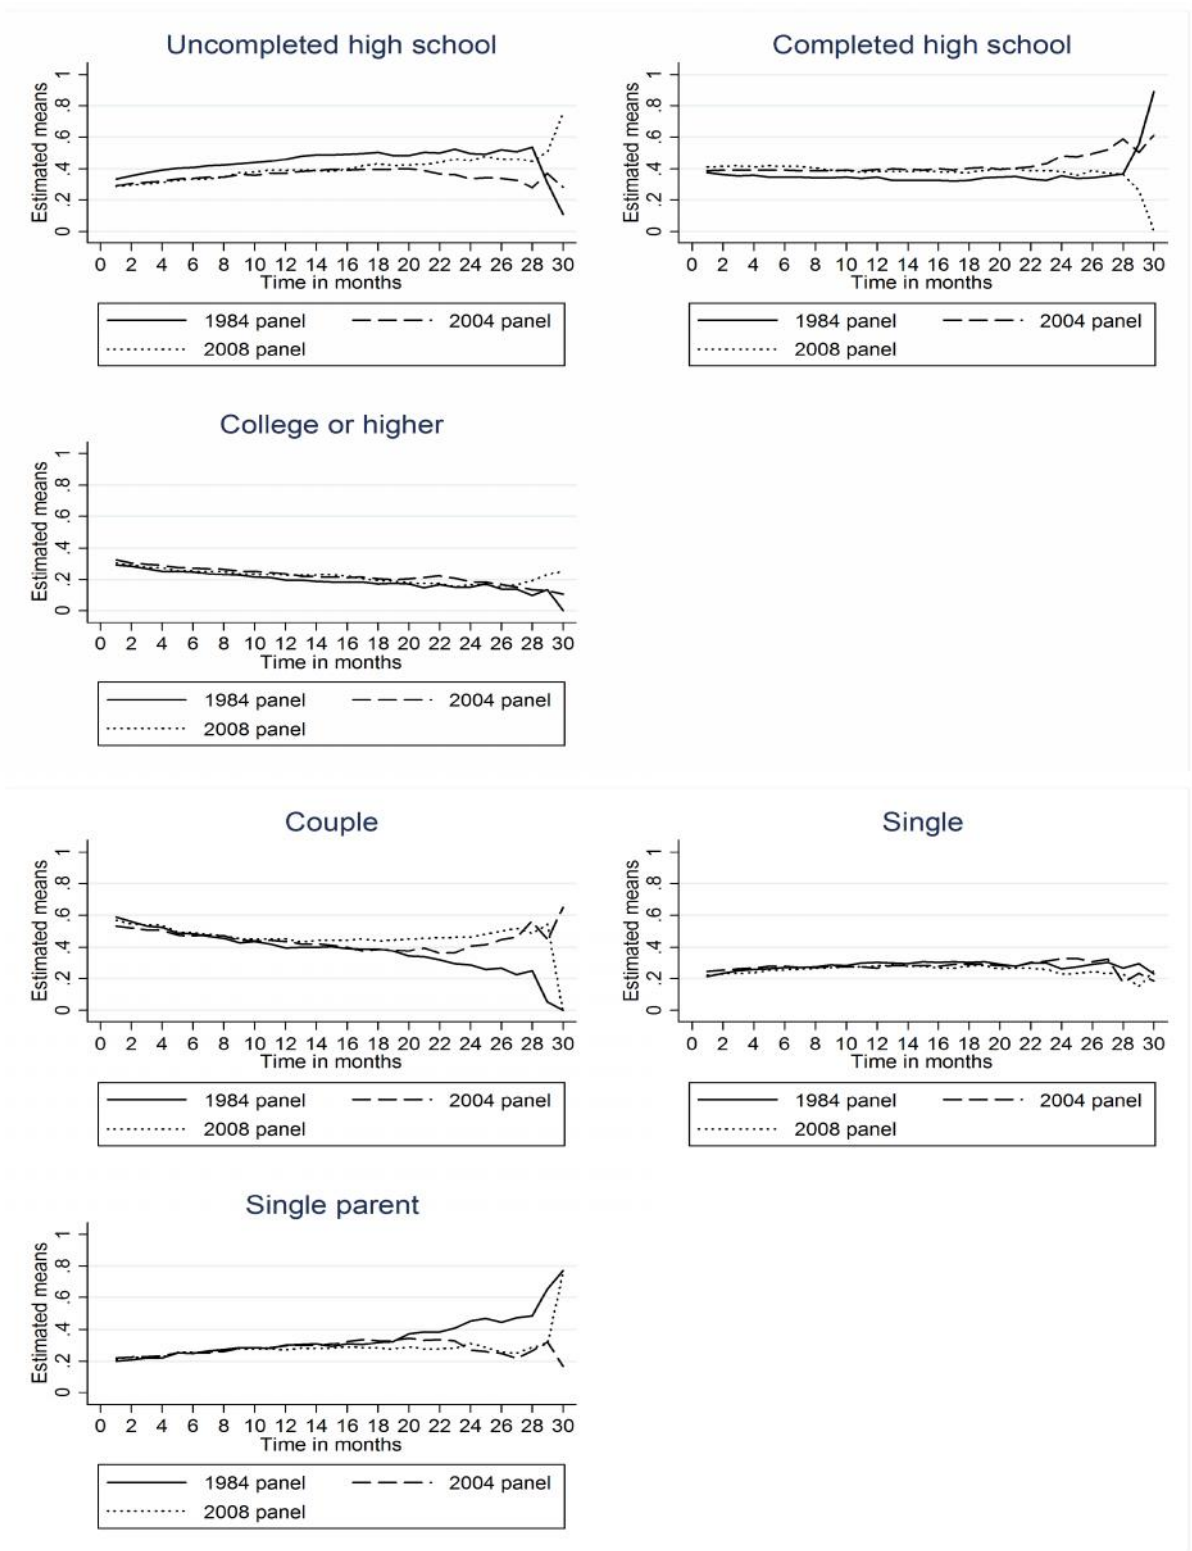 Uncompleted high school
Estimated means
0 .2 .4 .6 .8 1
0 2 4 6 8 10 12 14 16 18 20 22 24 26 28 30
Time in months
1984 panel 2004 panel
2008 panel
Completed high school
Estimated means
0 .2 .4 .6 .8 1
0 2 4 6 8 10 12 14 16 18 20 22 24 26 28 30
Time in months
1984 panel 2004 panel
2008 panel
College or higher
Estimated means
0 .2 .4 .6 .8 1
0 2 4 6 8 10 12 14 16 18 20 22 24 26 28 30
Time in months
1984 panel 2004 panel
2008 panel
Couple
Estimated means
0 .2 .4 .6 .8 1
0 2 4 6 8 10 12 14 16 18 20 22 24 26 28 30
Time in months
1984 panel 2004 panel
2008 panel
Single
Estimated means
0 .2 .4 .6 .8 1
0 2 4 6 8 10 12 14 16 18 20 22 24 26 28 30
Time in months
1984 panel 2004 panel
2008 panel
Single parent
Estimated means
0 .2 .4 .6 .8 1
0 2 4 6 8 10 12 14 16 18 20 22 24 26 28 30
Time in months
1984 panel 2004 panel
2008 panel